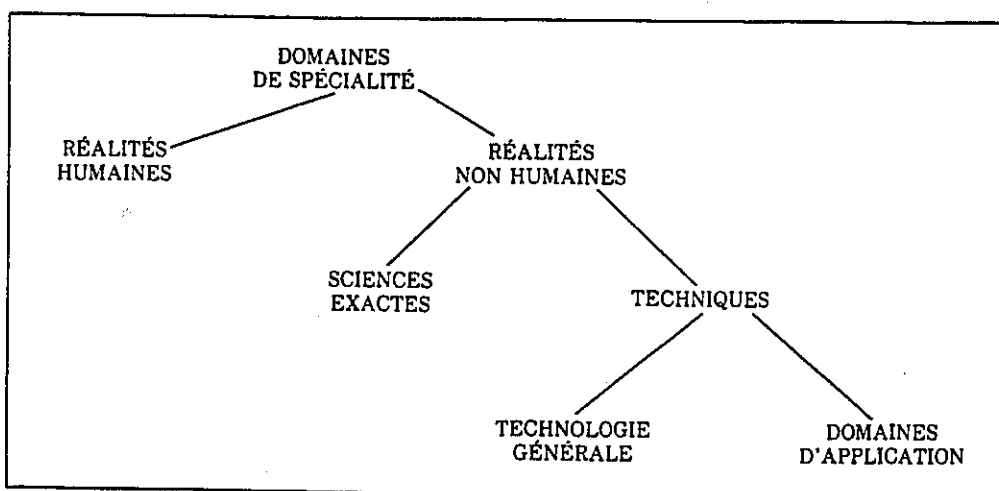 DOMAINES
DE SPÉCIALITÉ
RÉALITÉS
HUMAINES
RÉALITÉS
NON HUMAINES
SCIENCES
EXACTES
TECHNIQUES
TECHNOLOGIE
GÉNÉRALE
DOMAINES
D'APPLICATION